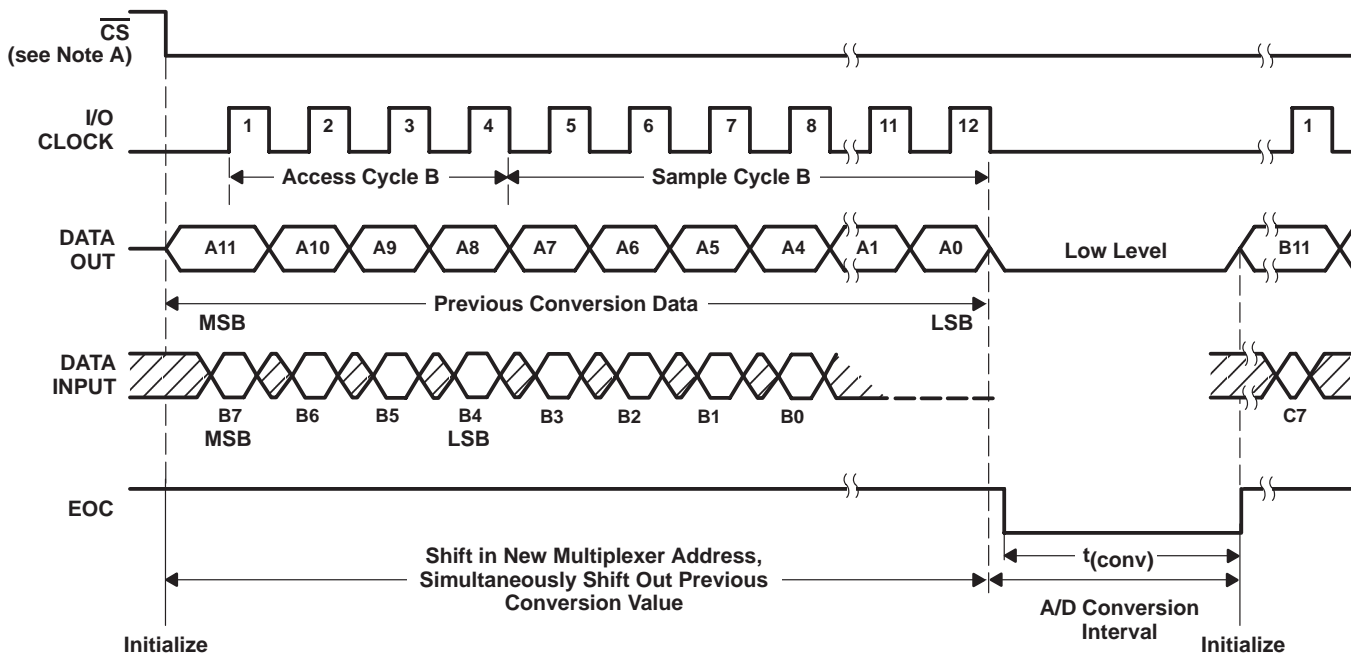 CS
(see Note A)
I/O
CLOCK
1 2 3 4 5 6 7 8 11 12 1
Access Cycle B Sample Cycle B
DATA
OUT
A11 A10 A9 A8 A7 A6 A5 A4 A1 A0 Low Level B11
Previous Conversion Data
MSB LSB
DATA
INPUT
B7 B6 B5 B4 B3 B2 B1 B0 C7
MSB LSB
EOC
Shift in New Multiplexer Address,
Simultaneously Shift Out Previous
Conversion Value
t(conv)
A/D Conversion
Interval
Initialize Initialize